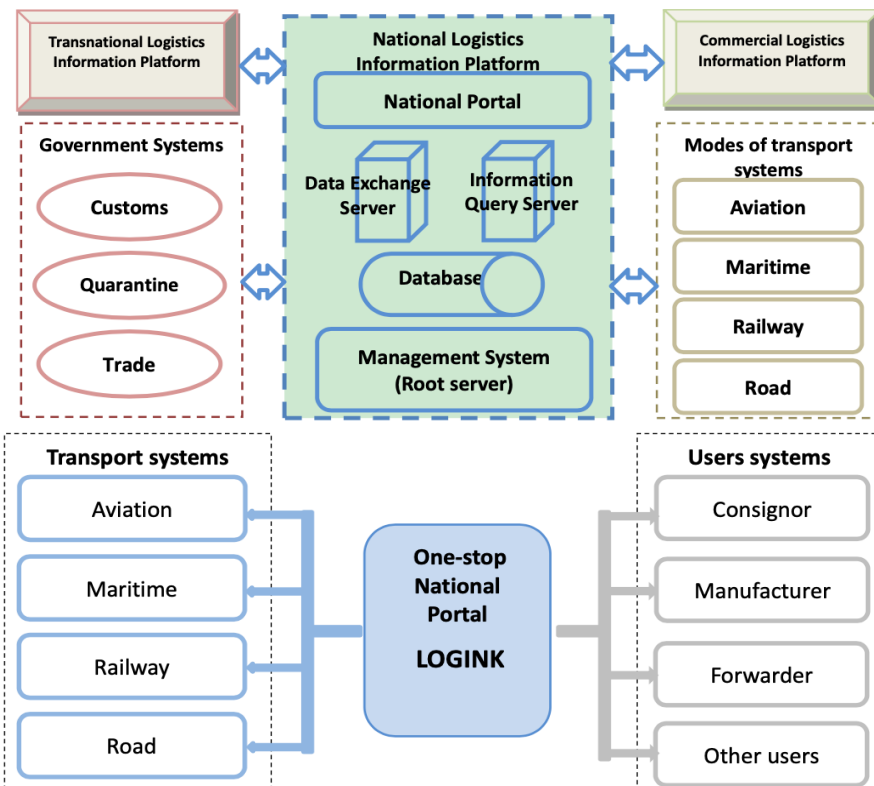 Transnational Logistics
Information Platform
National Logistics
Information Platform
National Portal
Commercial Logistics
Information Platform
Government Systems
Customs
Quarantine
Trade
Data Exchange
Server
Information
Query Server
Database
Management System
(Root server)
Modes of transport
systems
Aviation
Maritime
Railway
Road
Transport systems
Aviation
Maritime
Railway
Road
One-stop
National
Portal
LOGINK
Users systems
Consignor
Manufacturer
Forwarder
Other users